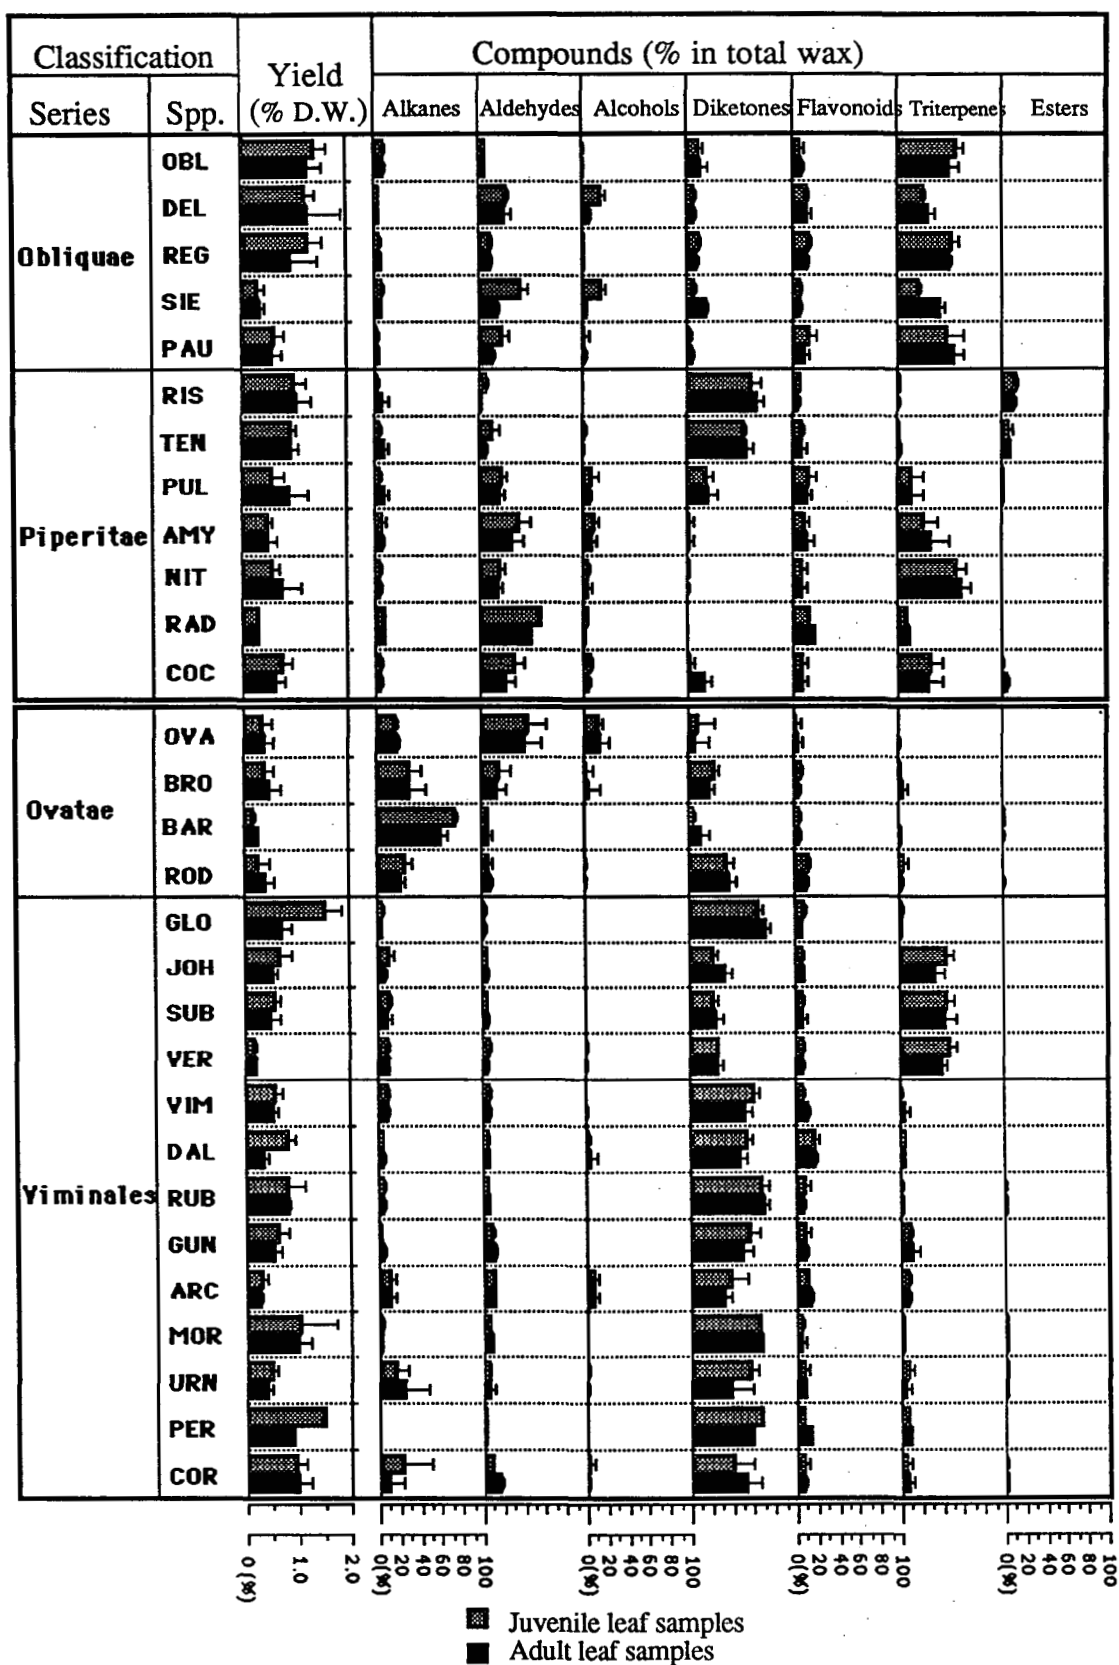 Classification Yield (% D.W.) Compounds (% in total wax)
Series Spp. Alkanes Aldehydes Alcohols Diketones Flavonoids Triterpenes Esters
Obliquae
OBL
DEL
REG
SIE
PAU
Piperitae
RIS
TEN
PUL
AMY
NIT
RAD
COC
Ovatae
OVA
BRO
BAR
ROD
Viminales
GLO
JOH
SUB
VER
VIM
DAL
RUB
GUN
ARC
MOR
URN
PER
COR
0 (%) 1.0 2.0 0(%) 20 40 60 80 100 0(%) 20 40 60 80 100 0(%) 20 40 60 80 100 0(%) 20 40 60 80 100
Juvenile leaf samples
Adult leaf samples